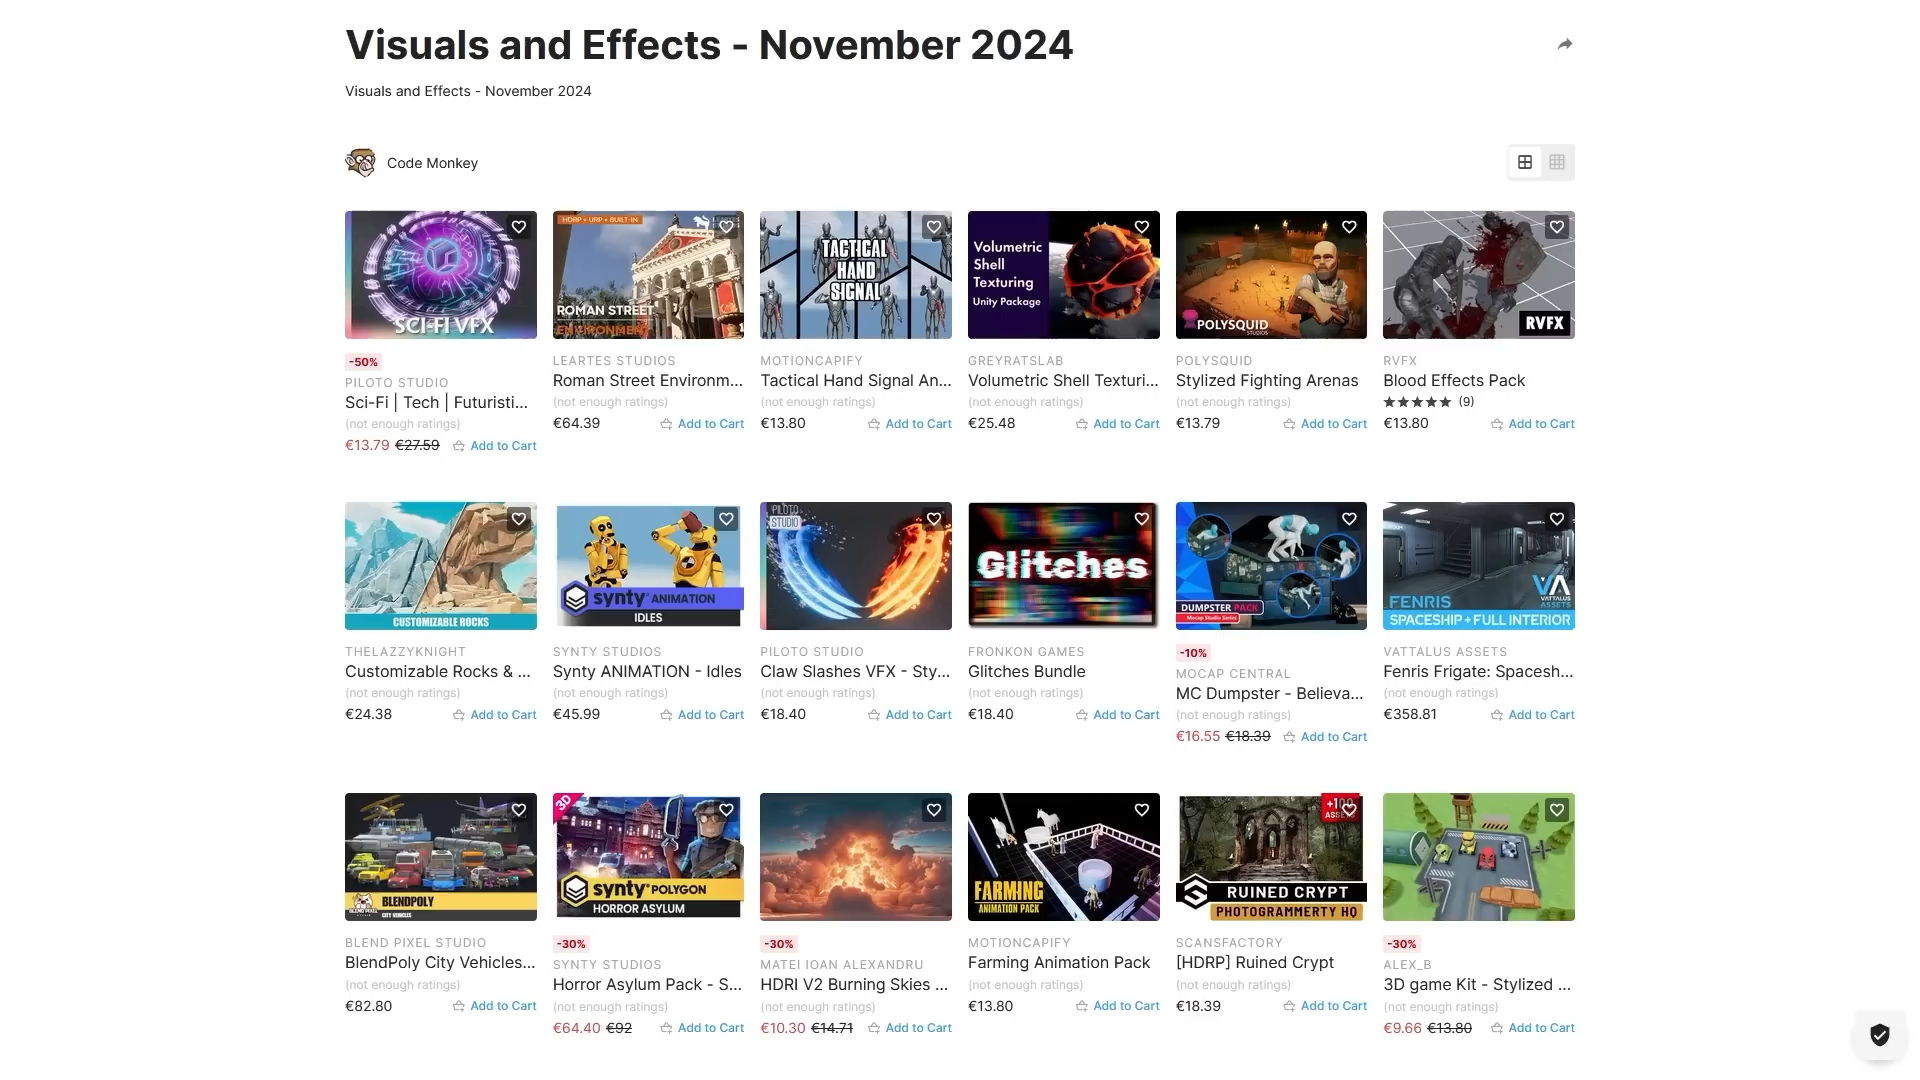 Visuals and Effects - November 2024
Visuals and Effects - November 2024
Code Monkey
SCI-FI VFX
HDRP + URP + BUILT-IN
ROMAN STREET
ENVIRONMENT
TACTICAL
HAND
SIGNAL
Volumetric
Shell
Texturing
Unity Package
POLYSQUID
STUDIOS
RVFX
-50%
PILOTO STUDIO
Sci-Fi | Tech | Futuristi...
(not enough ratings)
€13.79 €27.59 Add to Cart
LEARTES STUDIOS
Roman Street Environm...
(not enough ratings)
€64.39 Add to Cart
MOTIONCAPIFY
Tactical Hand Signal An...
(not enough ratings)
€13.80 Add to Cart
GREYRATSLAB
Volumetric Shell Texturi...
(not enough ratings)
€25.48 Add to Cart
POLYSQUID
Stylized Fighting Arenas
(not enough ratings)
€13.79 Add to Cart
RVFX
Blood Effects Pack
(9)
€13.80 Add to Cart
CUSTOMIZABLE ROCKS
synty ANIMATION
IDLES
PILOTO
STUDIO
Glitches
DUMPSTER PACK
Mocap Studio Series
VA
VATTALUS
ASSETS
FENRIS
SPACESHIP + FULL INTERIOR
THELAZZYKNIGHT
Customizable Rocks & ...
(not enough ratings)
€24.38 Add to Cart
SYNTY STUDIOS
Synty ANIMATION - Idles
(not enough ratings)
€45.99 Add to Cart
PILOTO STUDIO
Claw Slashes VFX - Sty...
(not enough ratings)
€18.40 Add to Cart
FRONKON GAMES
Glitches Bundle
(not enough ratings)
€18.40 Add to Cart
-10%
MOCAP CENTRAL
MC Dumpster - Believa...
(not enough ratings)
€16.55 €18.39 Add to Cart
VATTALUS ASSETS
Fenris Frigate: Spacesh...
(not enough ratings)
€358.81 Add to Cart
BLENDPOLY
CITY VEHICLES
3D
synty POLYGON
HORROR ASYLUM
FARMING
ANIMATION PACK
+100
ASSETS
RUINED CRYPT
PHOTOGRAMMERTY HQ
BLEND PIXEL STUDIO
BlendPoly City Vehicles...
(not enough ratings)
€82.80 Add to Cart
-30%
SYNTY STUDIOS
Horror Asylum Pack - S...
(not enough ratings)
€64.40 €92 Add to Cart
-30%
MATEI IOAN ALEXANDRU
HDRI V2 Burning Skies ...
(not enough ratings)
€10.30 €14.71 Add to Cart
MOTIONCAPIFY
Farming Animation Pack
(not enough ratings)
€13.80 Add to Cart
SCANSFACTORY
[HDRP] Ruined Crypt
(not enough ratings)
€18.39 Add to Cart
-30%
ALEX_B
3D game Kit - Stylized ...
(not enough ratings)
€9.66 €13.80 Add to Cart